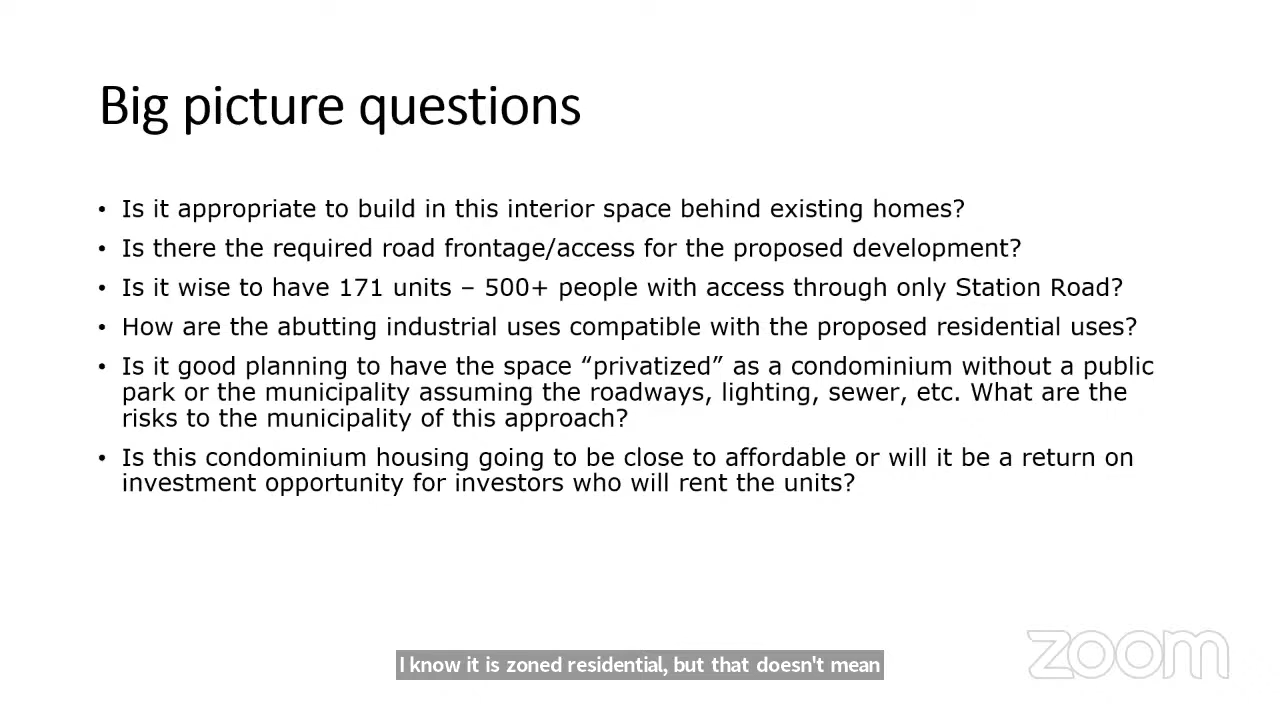 Big picture questions
• Is it appropriate to build in this interior space behind existing homes?
• Is there the required road frontage/access for the proposed development?
• Is it wise to have 171 units – 500+ people with access through only Station Road?
• How are the abutting industrial uses compatible with the proposed residential uses?
• Is it good planning to have the space “privatized” as a condominium without a public
park or the municipality assuming the roadways, lighting, sewer, etc. What are the
risks to the municipality of this approach?
• Is this condominium housing going to be close to affordable or will it be a return on
investment opportunity for investors who will rent the units?
I know it is zoned residential, but that doesn't mean
zoom